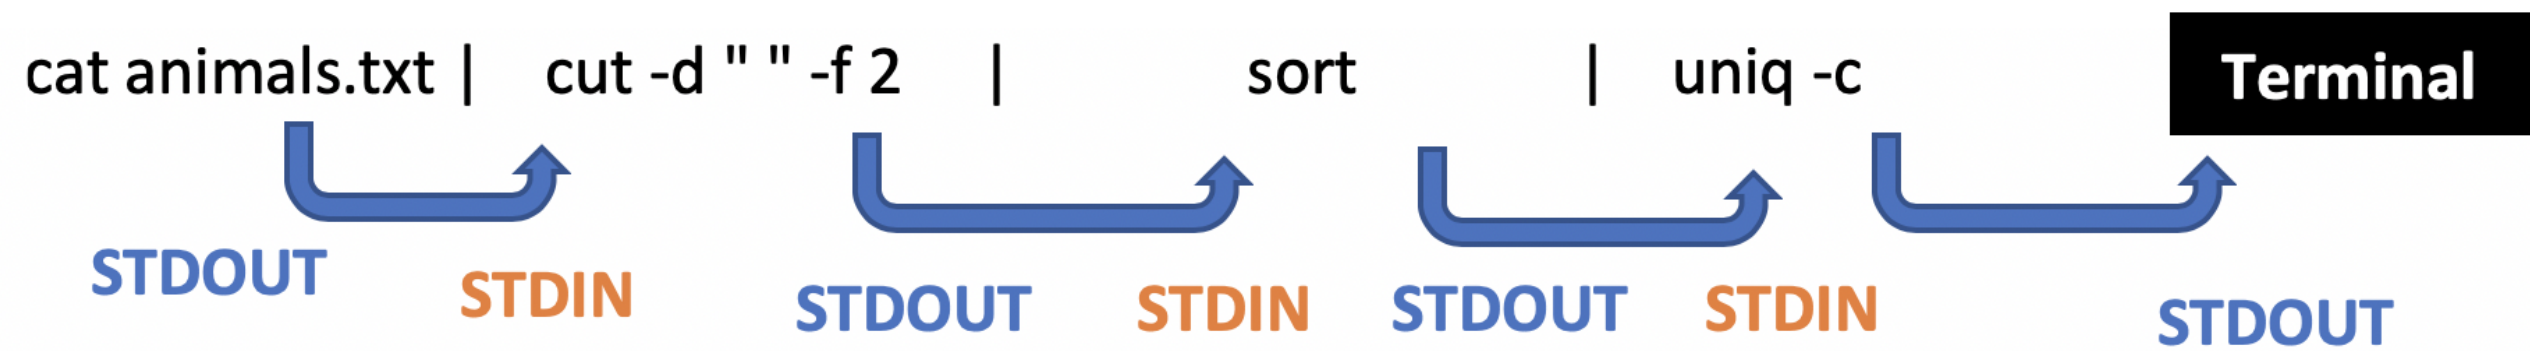 cat animals.txt | cut -d " " -f 2 | sort | uniq -c Terminal
STDOUT STDIN STDOUT STDIN STDOUT STDIN STDOUT